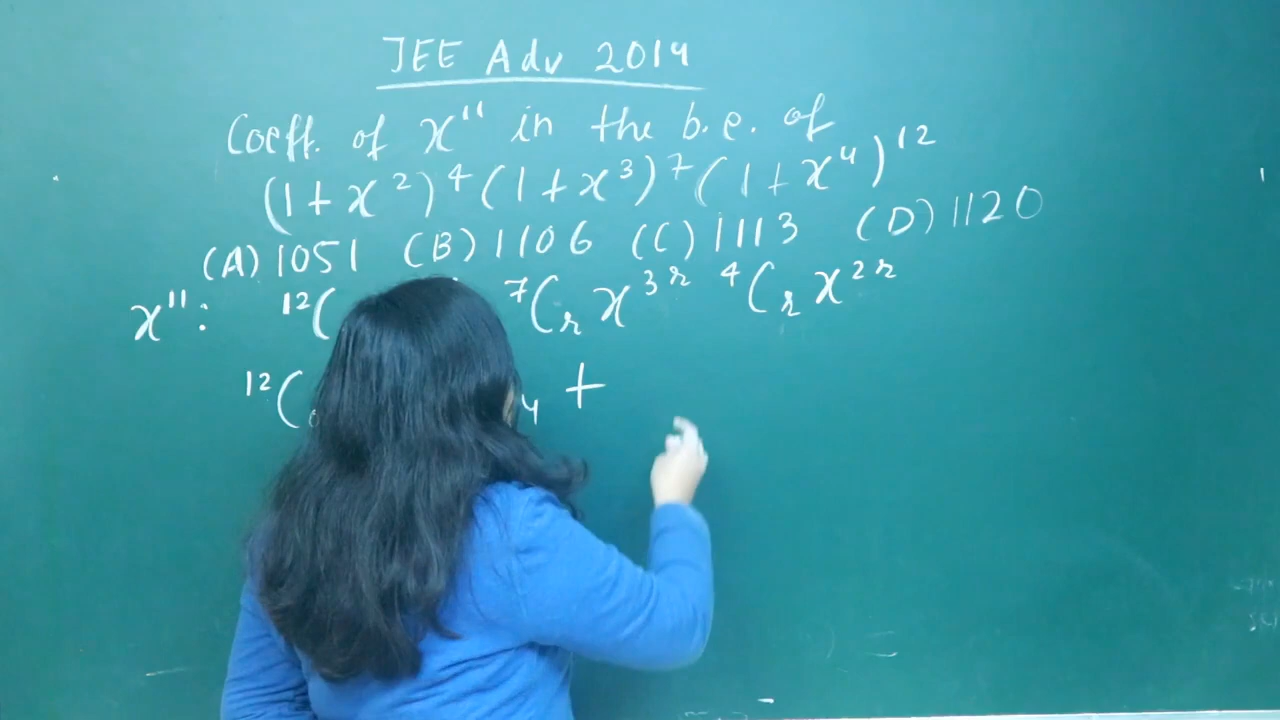 JEE Adv 2014
Coeff. of x¹¹ in the b.e. of
(1+x²)⁴(1+x³)⁷(1+x⁴)¹²
(A) 1051 (B) 1106 (C) 1113 (D) 1120
x¹¹: ¹²C ⁷Cᵣ x³ʳ ⁴Cᵣ x²ʳ
¹²C₀ ₄ +